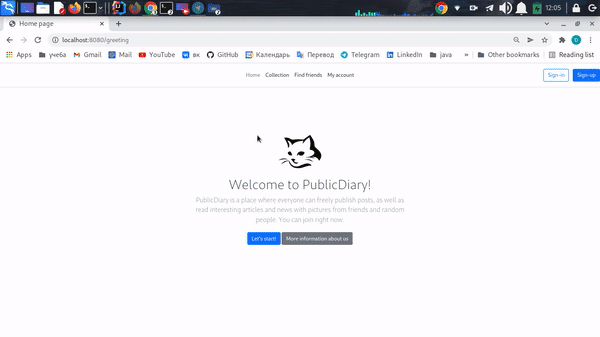 12:05
Home page
localhost:8080/greeting
Apps учеба Gmail Mail YouTube вк GitHub Календарь Перевод Telegram LinkedIn java » Other bookmarks Reading list
Home Collection Find friends My account Sign-in Sign-up
Welcome to PublicDiary!
PublicDiary is a place where everyone can freely publish posts, as well as
read interesting articles and news with pictures from friends and random
people. You can join right now.
Let's start! More information about us